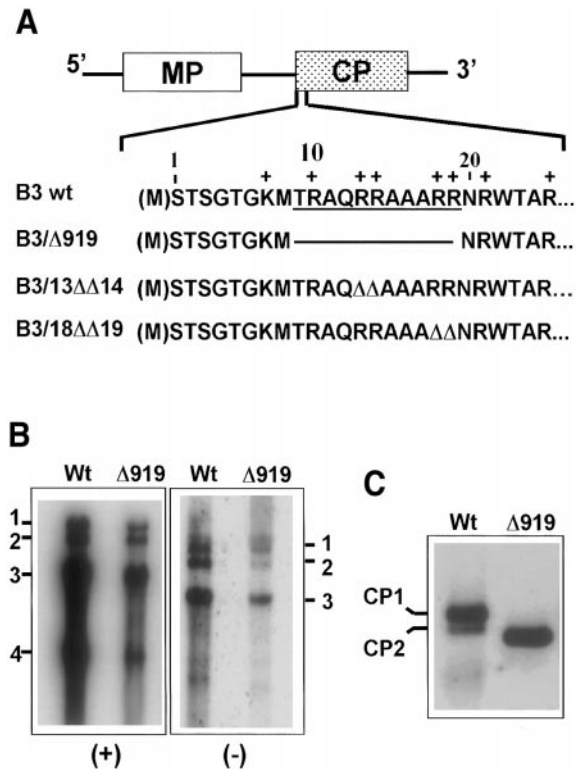 A
5' MP CP 3'
1 10 20
+ + + + + + + +
B3 wt (M)STSGTGKMTRAQRRAAARRNRWTAR...
B3/Δ919 (M)STSGTGKM NRWTAR...
B3/13ΔΔ14 (M)STSGTGKMTRAQΔΔAAARRNRWTAR...
B3/18ΔΔ19 (M)STSGTGKMTRAQRRAAAΔΔNRWTAR...
B
Wt Δ919 Wt Δ919
1
2
3
4
1
2
3
(+) (-)
C
Wt Δ919
CP1
CP2